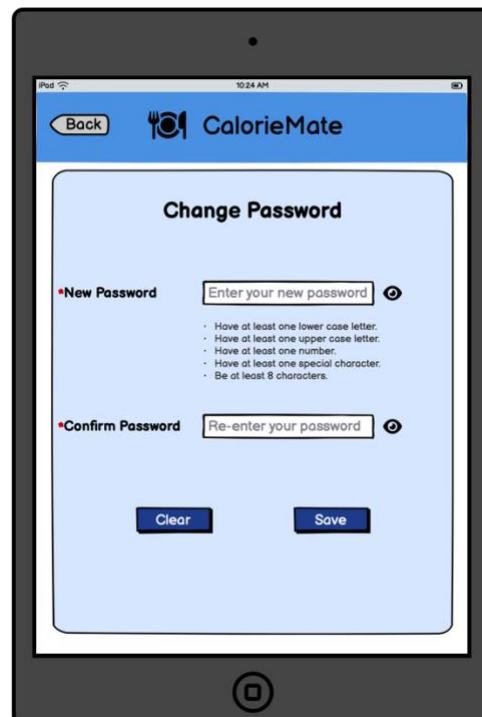 iPad 10:24 AM
Back CalorieMate
Change Password
*New Password Enter your new password
· Have at least one lower case letter.
· Have at least one upper case letter.
· Have at least one number.
· Have at least one special character.
· Be at least 8 characters.
*Confirm Password Re-enter your password
Clear Save